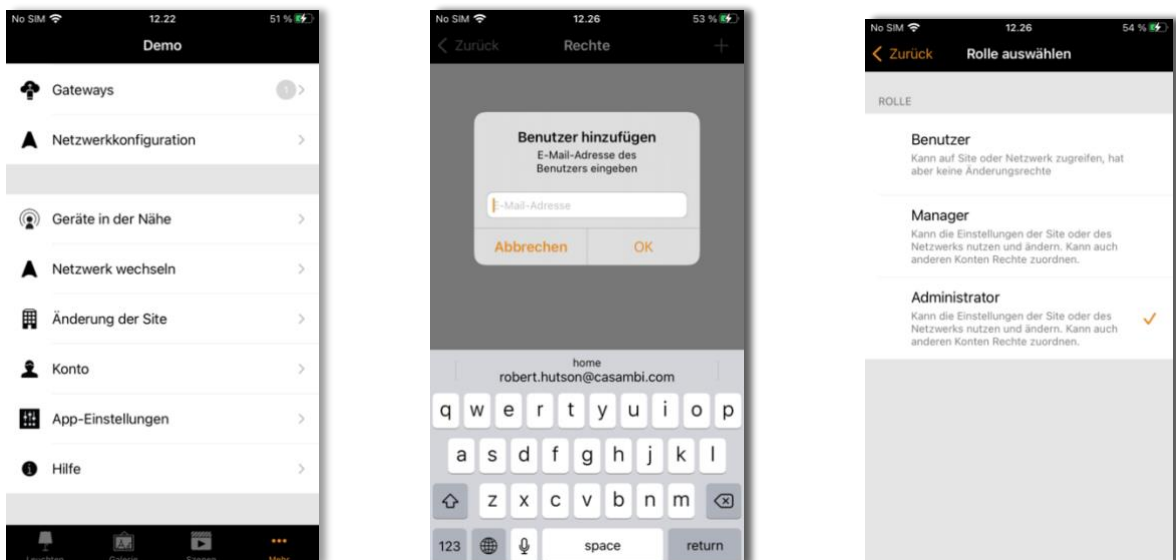 No SIM 12.22 51 %
Demo
Gateways 1
Netzwerkkonfiguration
Geräte in der Nähe
Netzwerk wechseln
Änderung der Site
Konto
App-Einstellungen
Hilfe
Leuchten Galerie Szenen Mehr
No SIM 12.26 53 %
Zurück Rechte
Benutzer hinzufügen
E-Mail-Adresse des
Benutzers eingeben
E-Mail-Adresse
Abbrechen OK
home
robert.hutson@casambi.com
q w e r t y u i o p
a s d f g h j k l
z x c v b n m
123 space return
No SIM 12.26 54 %
Zurück Rolle auswählen
ROLLE
Benutzer
Kann auf Site oder Netzwerk zugreifen, hat
aber keine Änderungsrechte
Manager
Kann die Einstellungen der Site oder des
Netzwerks nutzen und ändern. Kann auch
anderen Konten Rechte zuordnen.
Administrator
Kann die Einstellungen der Site oder des
Netzwerks nutzen und ändern. Kann auch
anderen Konten Rechte zuordnen.